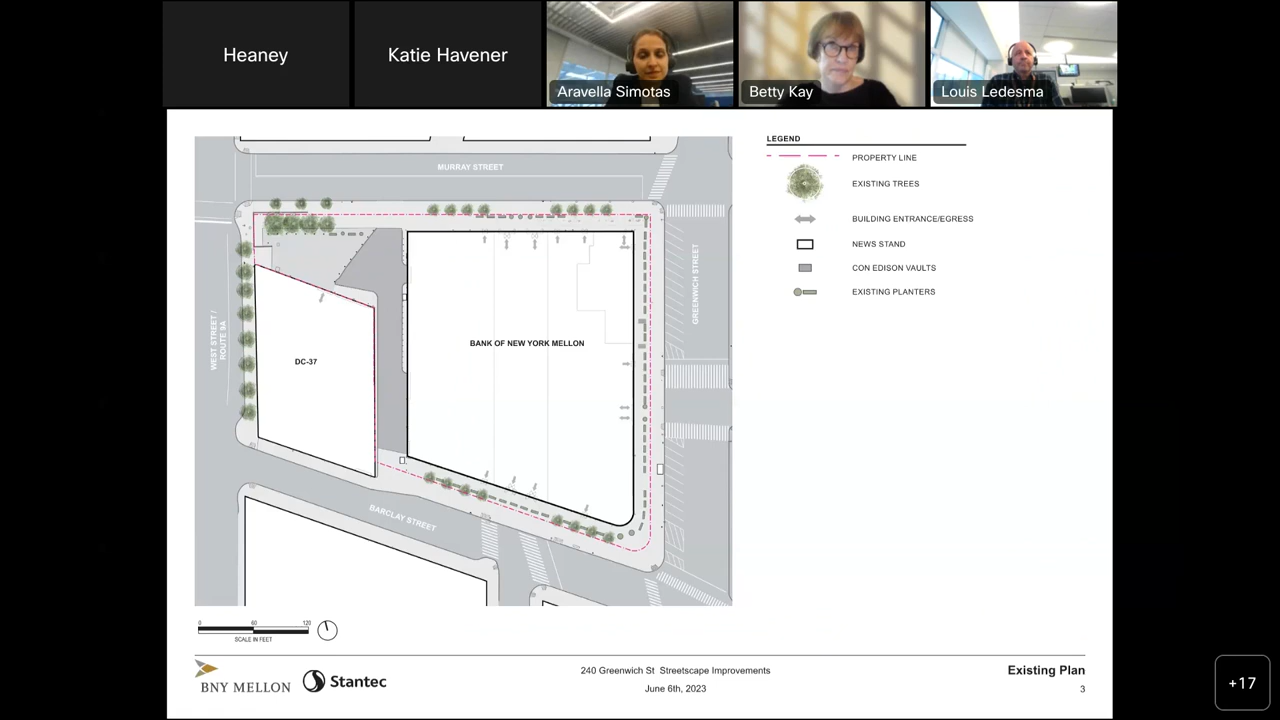 Heaney
Katie Havener
Aravella Simotas
Betty Kay
Louis Ledesma
LEGEND
PROPERTY LINE
EXISTING TREES
BUILDING ENTRANCE/EGRESS
NEWS STAND
CON EDISON VAULTS
EXISTING PLANTERS
MURRAY STREET
GREENWICH STREET
WEST STREET /
ROUTE 9A
BANK OF NEW YORK MELLON
DC-37
BARCLAY STREET
0 60 120
SCALE IN FEET
BNY MELLON
Stantec
240 Greenwich St Streetscape Improvements
June 6th, 2023
Existing Plan
3
+17